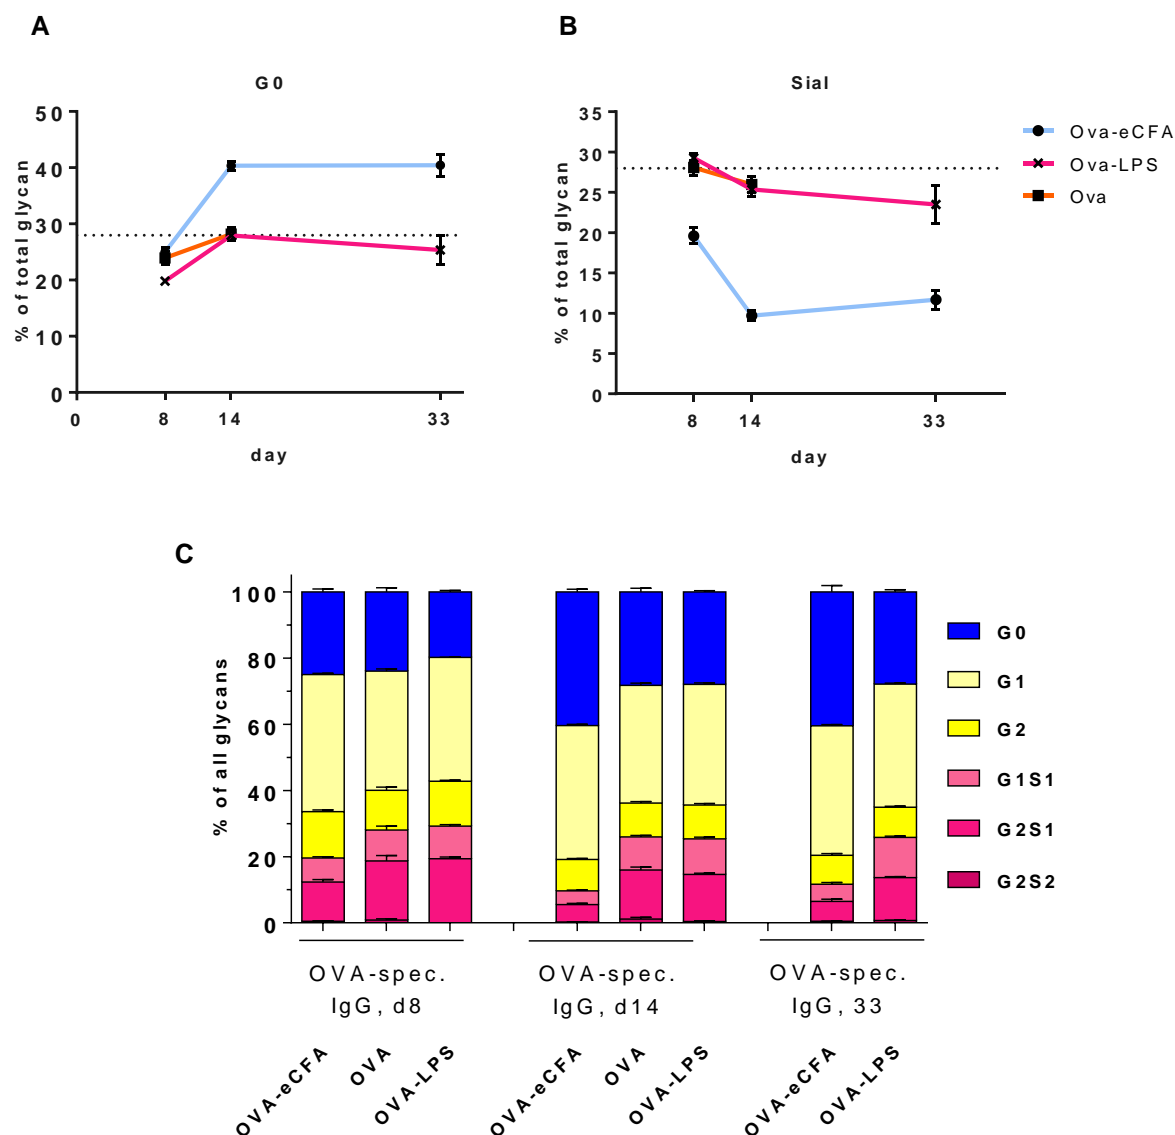 A
G0
% of total glycan
50
40
30
20
10
0
0 8 14 33
day
B
Sial
% of total glycan
35
30
25
20
15
10
5
0
8 14 33
day
Ova-eCFA
Ova-LPS
Ova
C
% of all glycans
100
80
60
40
20
0
G0
G1
G2
G1S1
G2S1
G2S2
OVA-spec.
IgG, d8
OVA-spec.
IgG, d14
OVA-spec.
IgG, 33
OVA-eCFA
OVA
OVA-LPS
OVA-eCFA
OVA
OVA-LPS
OVA-eCFA
OVA-LPS